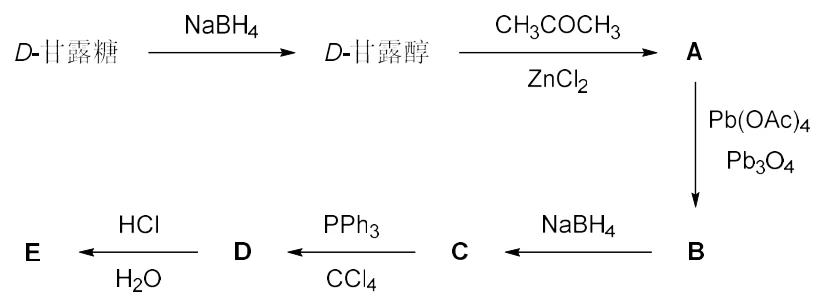 D-甘露糖 NaBH4 D-甘露醇 CH3COCH3 ZnCl2 A
Pb(OAc)4
Pb3O4
E HCl H2O D PPh3 CCl4 C NaBH4 B